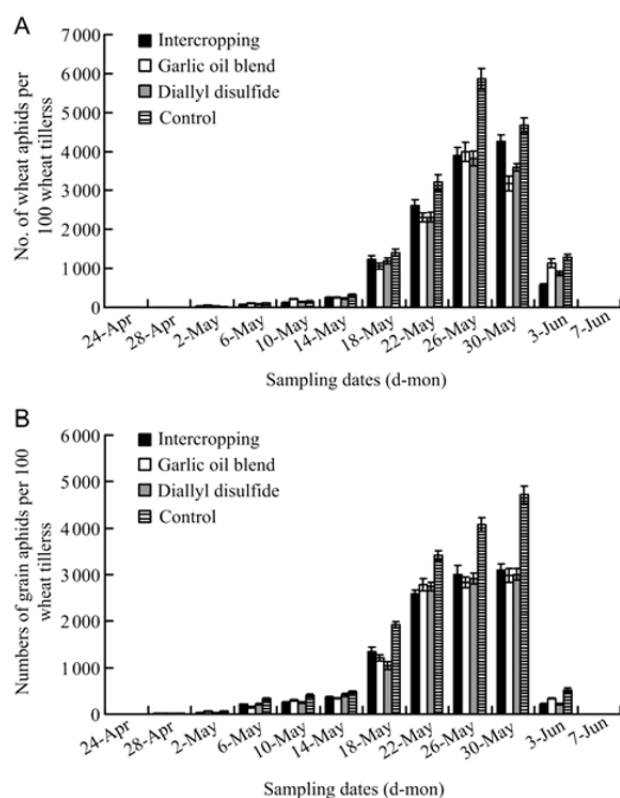 A
No. of wheat aphids per
100 wheat tillerss
7 000
6 000
5 000
4 000
3 000
2 000
1 000
0
Intercropping
Garlic oil blend
Diallyl disulfide
Control
24-Apr
28-Apr
2-May
6-May
10-May
14-May
18-May
22-May
26-May
30-May
3-Jun
7-Jun
Sampling dates (d-mon)
B
Numbers of grain aphids per 100
wheat tillerss
6 000
5 000
4 000
3 000
2 000
1 000
0
Intercropping
Garlic oil blend
Diallyl disulfide
Control
24-Apr
28-Apr
2-May
6-May
10-May
14-May
18-May
22-May
26-May
30-May
3-Jun
7-Jun
Sampling dates (d-mon)